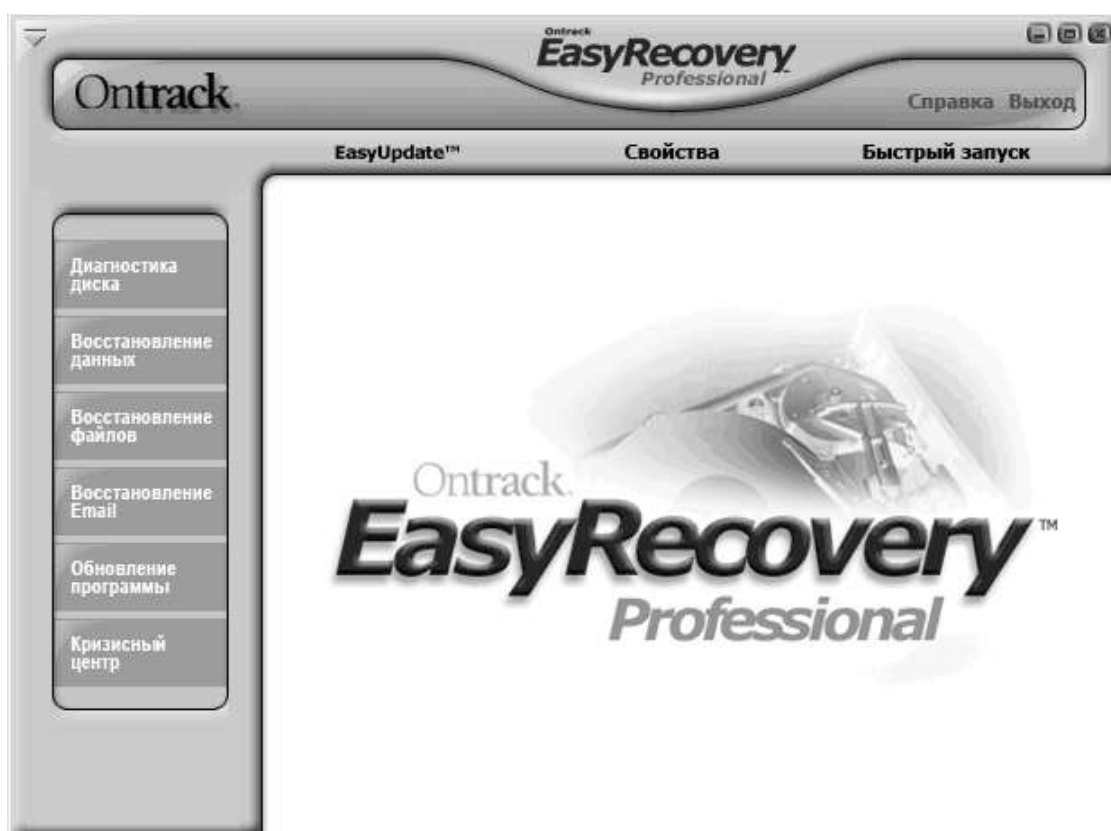 Ontrack
EasyRecovery
Professional
Ontrack.
Справка Выход
EasyUpdate™ Свойства Быстрый запуск
Диагностика
диска
Восстановление
данных
Восстановление
файлов
Восстановление
Email
Обновление
программы
Кризисный
центр
Ontrack.
EasyRecovery™
Professional